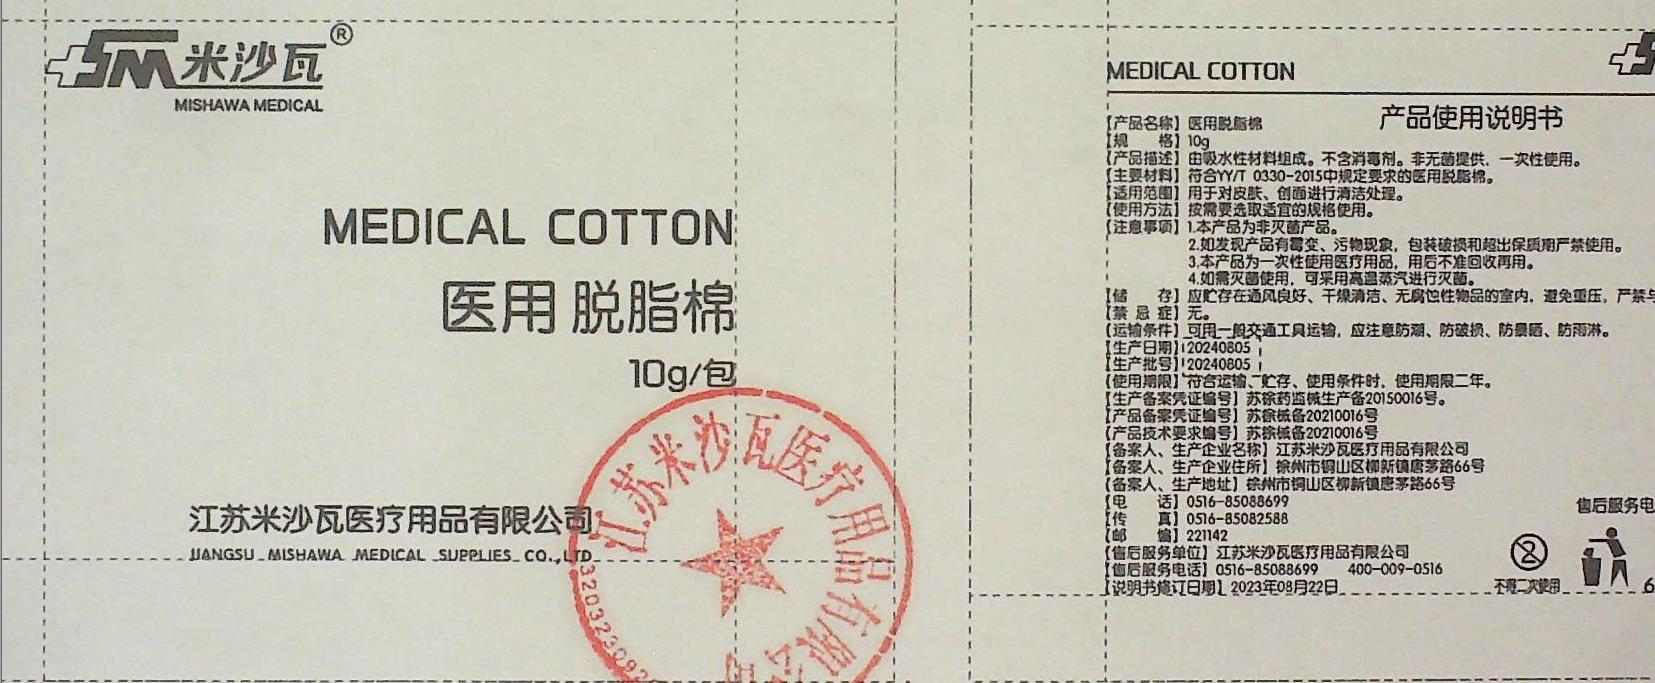 SM米沙瓦®
MISHAWA MEDICAL
MEDICAL COTTON
医用脱脂棉
10g/包
江苏米沙瓦医疗用品有限公司
JIANGSU MISHAWA MEDICAL SUPPLIES CO.,LTD
江苏米沙瓦医疗用品有限公司
320323092
MEDICAL COTTON
产品使用说明书
【产品名称】医用脱脂棉
【规 格】10g
【产品描述】由吸水性材料组成。不含消毒剂。非无菌提供,一次性使用。
【主要材料】符合YY/T 0330-2015中规定要求的医用脱脂棉。
【适用范围】用于对皮肤、创面进行清洁处理。
【使用方法】按需要选取适宜的规格使用。
【注意事项】1.本产品为非灭菌产品。
2.如发现产品有霉变、污物现象,包装破损和超出保质期严禁使用。
3.本产品为一次性使用医疗用品,用后不准回收再用。
4.如需灭菌使用,可采用高温蒸汽进行灭菌。
【储 存】应贮存在通风良好、干燥清洁、无腐蚀性物品的室内,避免重压,严禁与
【禁忌症】无。
【运输条件】可用一般交通工具运输,应注意防潮、防破损、防暴晒、防雨淋。
【生产日期】20240805
【生产批号】20240805
【使用期限】符合运输、贮存、使用条件时,使用期限二年。
【生产备案凭证编号】苏徐药监械生产备20150016号。
【产品备案凭证编号】苏徐械备20210016号
【产品技术要求编号】苏徐械备20210016号
【备案人、生产企业名称】江苏米沙瓦医疗用品有限公司
【备案人、生产企业住所】徐州市铜山区柳新镇唐茅路66号
【备案人、生产地址】徐州市铜山区柳新镇唐茅路66号
【电 话】0516-85088699
【传 真】0516-85082588
【邮 编】221142
【售后服务单位】江苏米沙瓦医疗用品有限公司
【售后服务电话】0516-85088699 400-009-0516
【说明书修订日期】2023年08月22日
售后服务电
不得二次使用
6